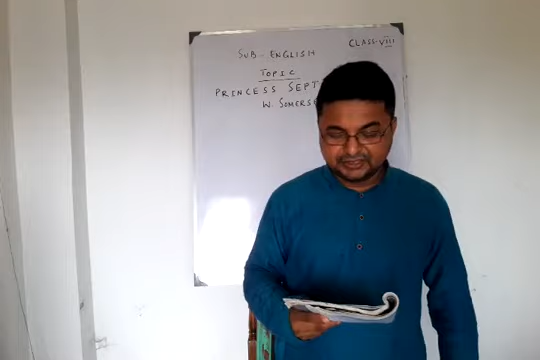 CLASS-VIII
SUB-ENGLISH
TOPIC
PRINCESS SEPT
W. SOMERS